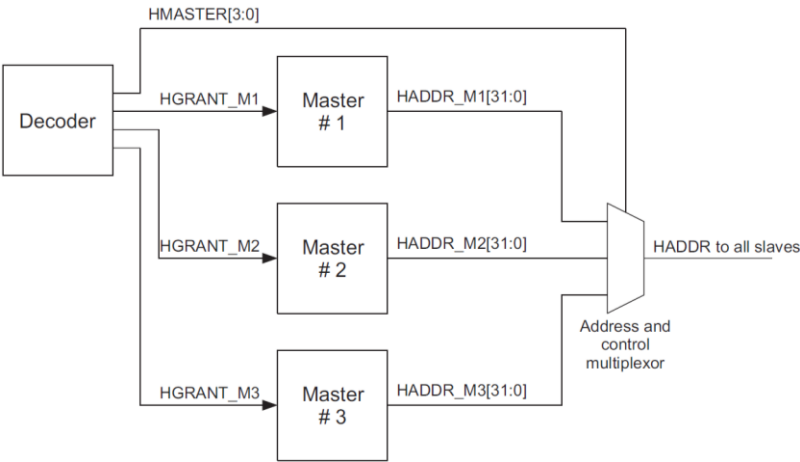 HMASTER[3:0]
Decoder
HGRANT_M1
Master
# 1
HADDR_M1[31:0]
HGRANT_M2
Master
# 2
HADDR_M2[31:0]
HADDR to all slaves
Address and
control
multiplexor
HGRANT_M3
Master
# 3
HADDR_M3[31:0]